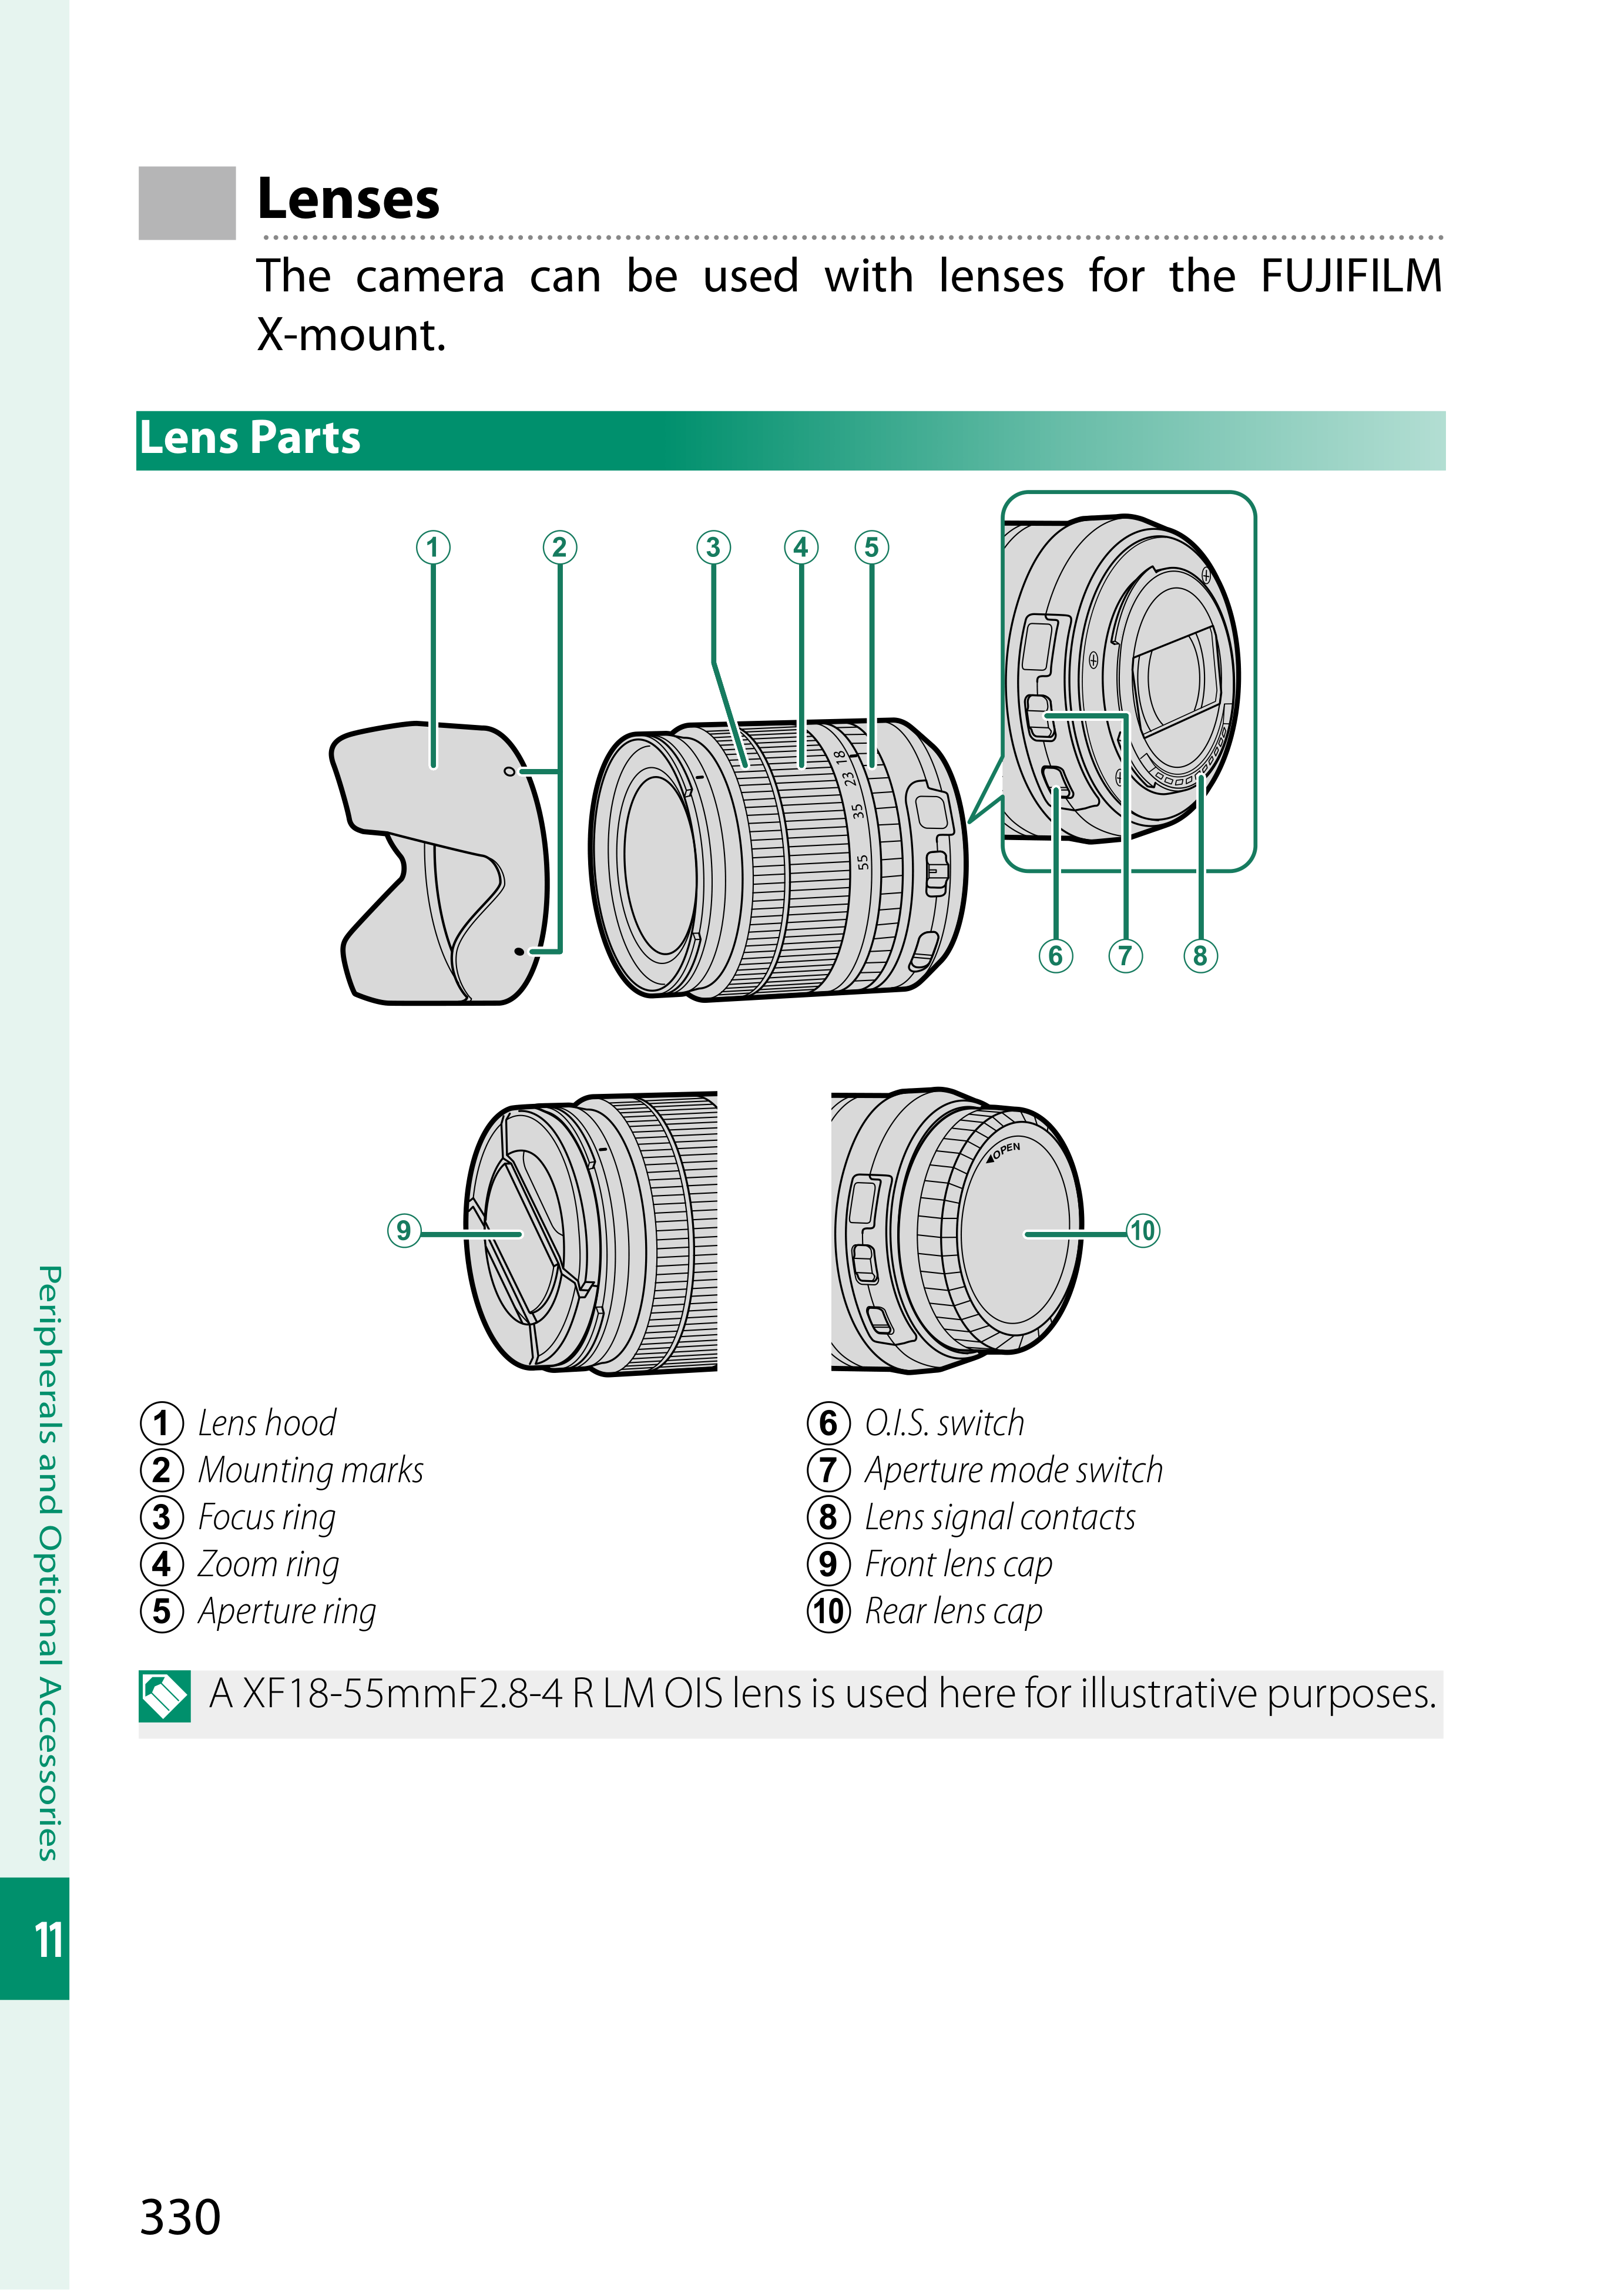 Lenses
The camera can be used with lenses for the FUJIFILM
X-mount.
Lens Parts
1 2 3 4 5
18
23
35
55
6 7 8
OPEN
9 10
1 Lens hood
2 Mounting marks
3 Focus ring
4 Zoom ring
5 Aperture ring
6 O.I.S. switch
7 Aperture mode switch
8 Lens signal contacts
9 Front lens cap
10 Rear lens cap
A XF18-55mmF2.8-4 R LM OIS lens is used here for illustrative purposes.
Peripherals and Optional Accessories
11
330